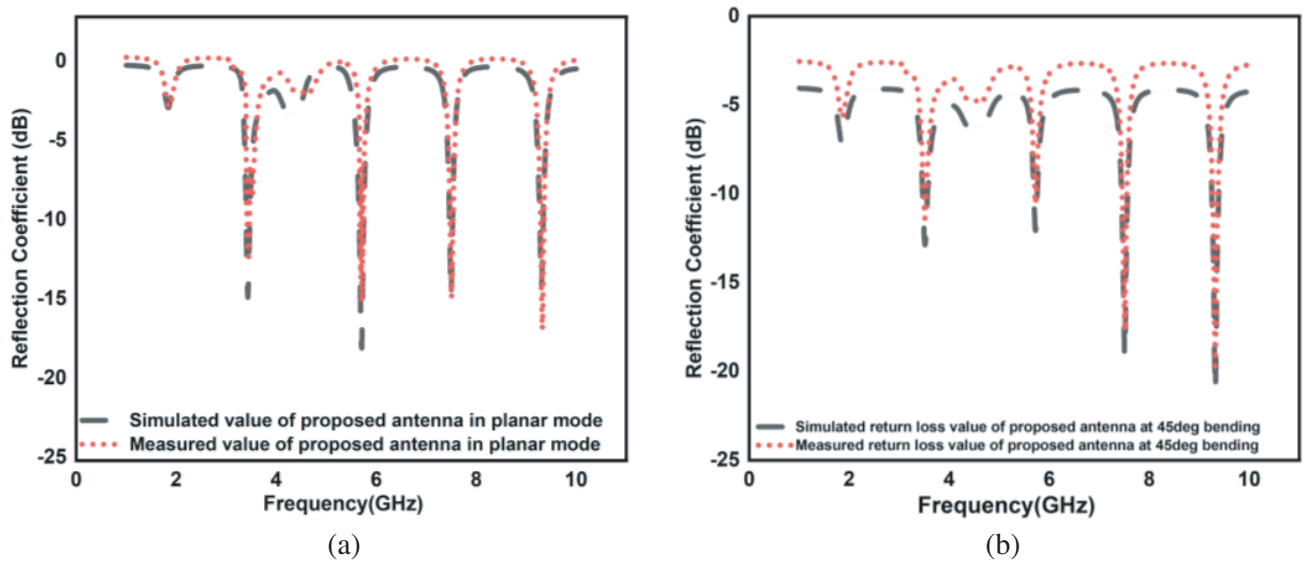 0
-5
-10
-15
-20
-25
Reflection Coefficient (dB)
Simulated value of proposed antenna in planar mode
Measured value of proposed antenna in planar mode
0 2 4 6 8 10
Frequency(GHz)
(a)
0
-5
-10
-15
-20
-25
Reflection Coefficient (dB)
Simulated return loss value of proposed antenna at 45deg bending
Measured return loss value of proposed antenna at 45deg bending
0 2 4 6 8 10
Frequency(GHz)
(b)